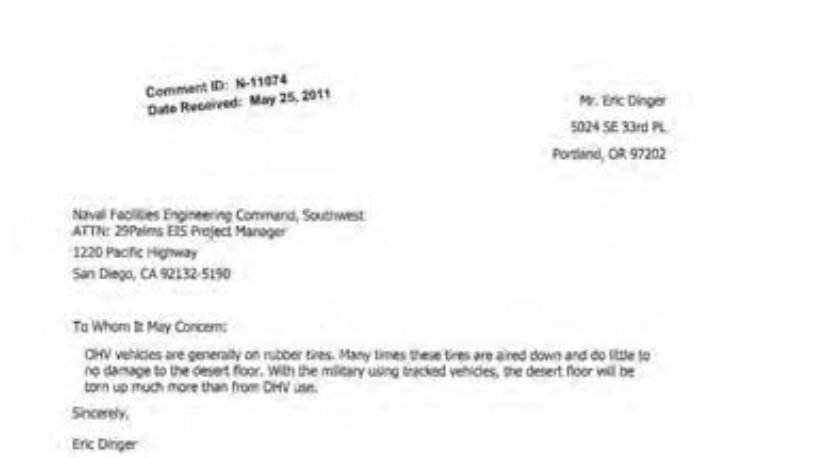 Comment ID: N-11074
Date Received: May 25, 2011
Mr. Eric Dinger
5024 SE 33rd PL
Portland, OR 97202
Naval Facilities Engineering Command, Southwest
ATTN: 29Palms EIS Project Manager
1220 Pacific Highway
San Diego, CA 92132-5190
To Whom It May Concern:
OHV vehicles are generally on rubber tires. Many times these tires are aired down and do little to
no damage to the desert floor. With the military using tracked vehicles, the desert floor will be
torn up much more than from OHV use.
Sincerely,
Eric Dinger